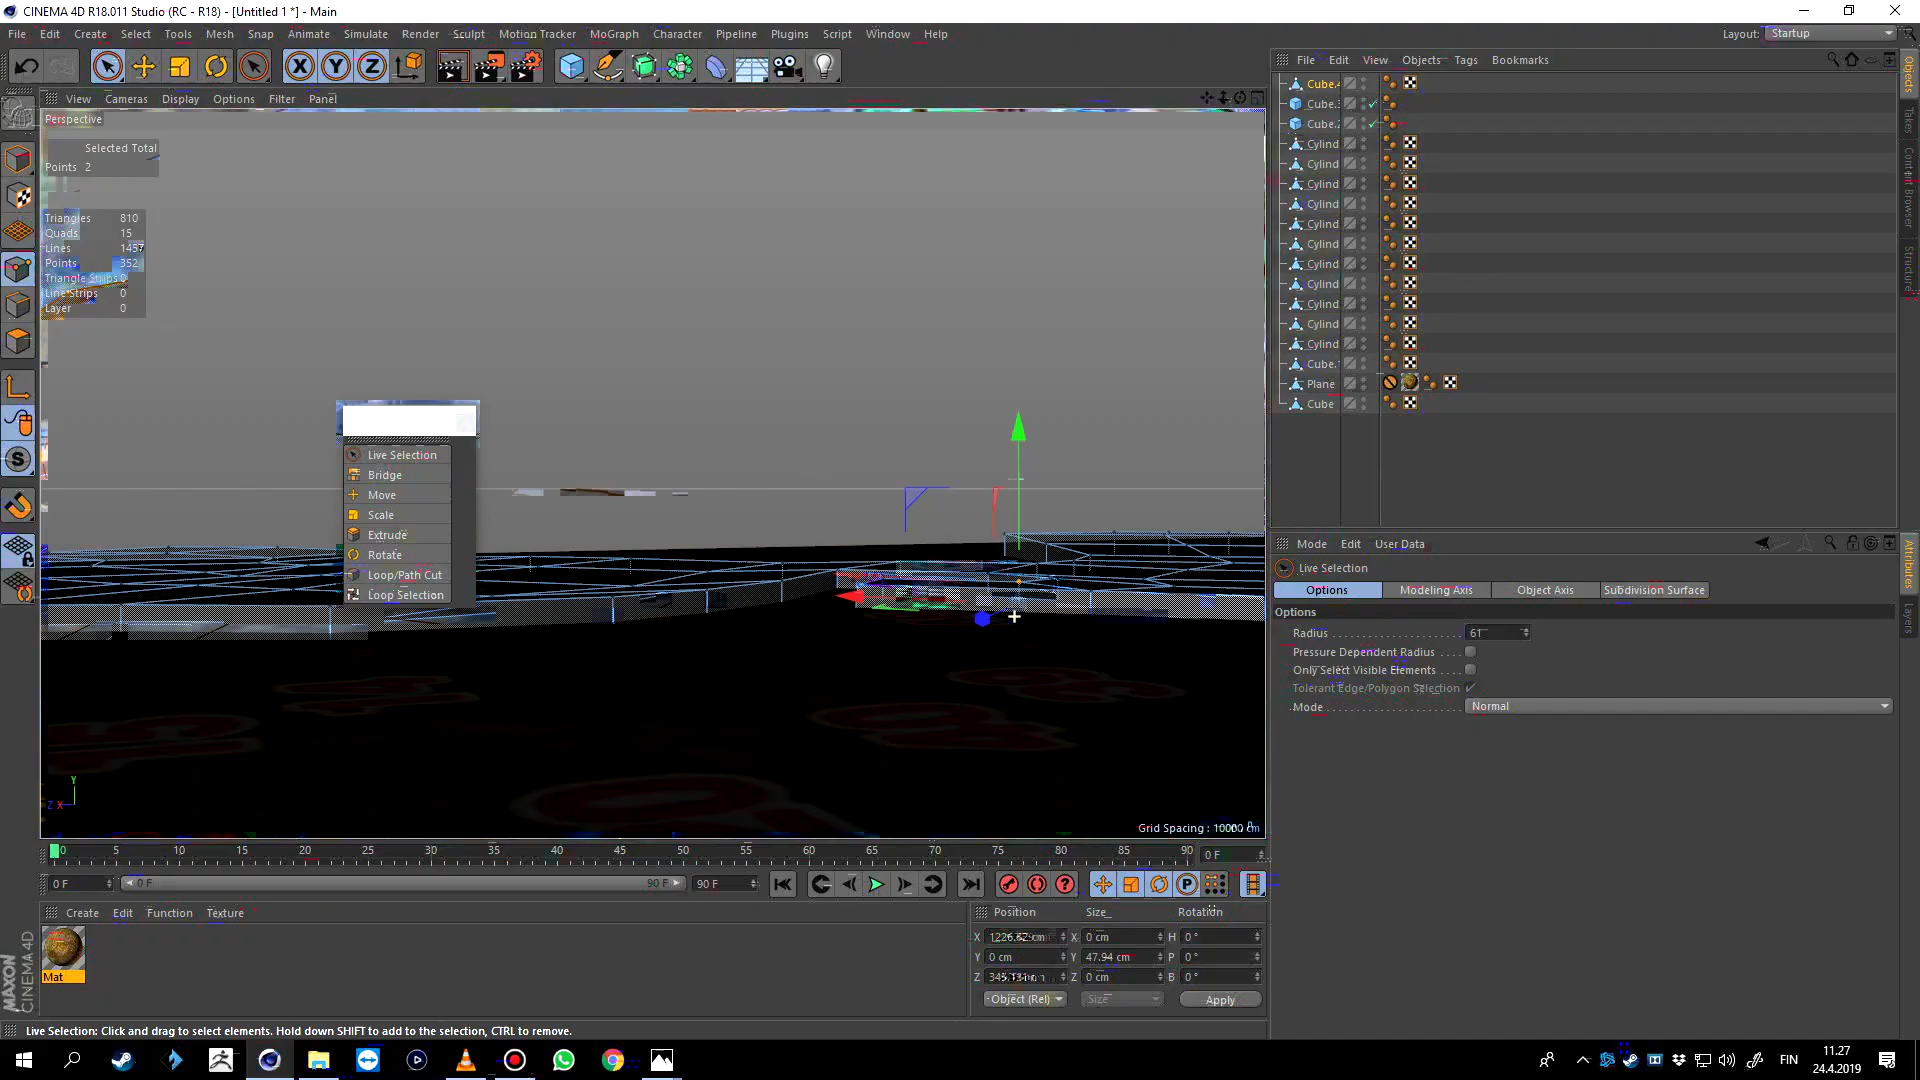 CINEMA 4D R18.011 Studio (RC - R18) - [Untitled 1 *] - Main
File Edit Create Select Tools Mesh Snap Animate Simulate Render Sculpt Motion Tracker MoGraph Character Pipeline Plugins Script Window Help
Layout: Startup
View Cameras Display Options Filter Panel
File Edit View Objects Tags Bookmarks
Perspective
Selected Total
Points 2
Triangles 810
Quads 15
Lines 1457
Points 352
Triangle Strips 0
Line Strips 0
Layer 0
Live Selection
Bridge
Move
Scale
Extrude
Rotate
Loop/Path Cut
Loop Selection
Y
Z X
Grid Spacing :
Cube.4
Cube.3
Cube.2
Cylind
Cylind
Cylind
Cylind
Cylind
Cylind
Cylind
Cylind
Cylind
Cylind
Cylind
Cube.
Plane
Cube
Objects
Takes
Content Browser
Structure
Mode Edit User Data
Live Selection
Options Modeling Axis Object Axis Subdivision Surface
Options
Radius 61
Pressure Dependent Radius
Only Select Visible Elements
Tolerant Edge/Polygon Selection
Mode Normal
Attributes
Layers
0 5 10 15 20 25 30 35 40 45 50 55 60 65 70 75 80 85 90 0 F
0 F 0 F 90 F 90 F
Create Edit Function Texture
Mat
MAXON
CINEMA 4D
Position Size Rotation
X X 0 cm H 0 °
Y 0 cm Y 47.94 cm P 0 °
Z Z 0 cm B 0 °
Object (Rel) Size Apply
Live Selection: Click and drag to select elements. Hold down SHIFT to add to the selection, CTRL to remove.
FIN
11.27
24.4.2019